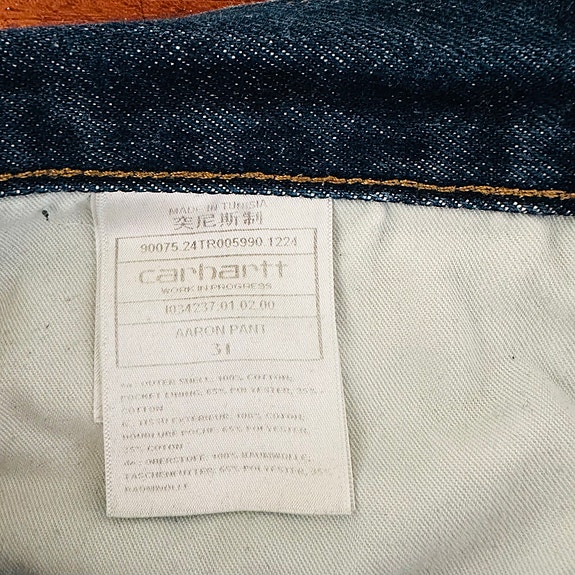 MADE IN TUNISIA
突尼斯制
90075 24TR005990 1224
carhartt
WORK IN PROGRESS
I034237.01.02.00
AARON PANT
31
OUTER SHELL: 100% COTTON,
POCKET LINING: 65% POLYESTER, 35%
COTTON
TISSU EXTERIEUR: 100% COTON,
DOUBLURE POCHE: 65% POLYESTER,
35% COTON
de: OBERSTOFF: 100% BAUMWOLLE,
TASCHENFUTTER: 65% POLYESTER, 35%
BAUMWOLLE